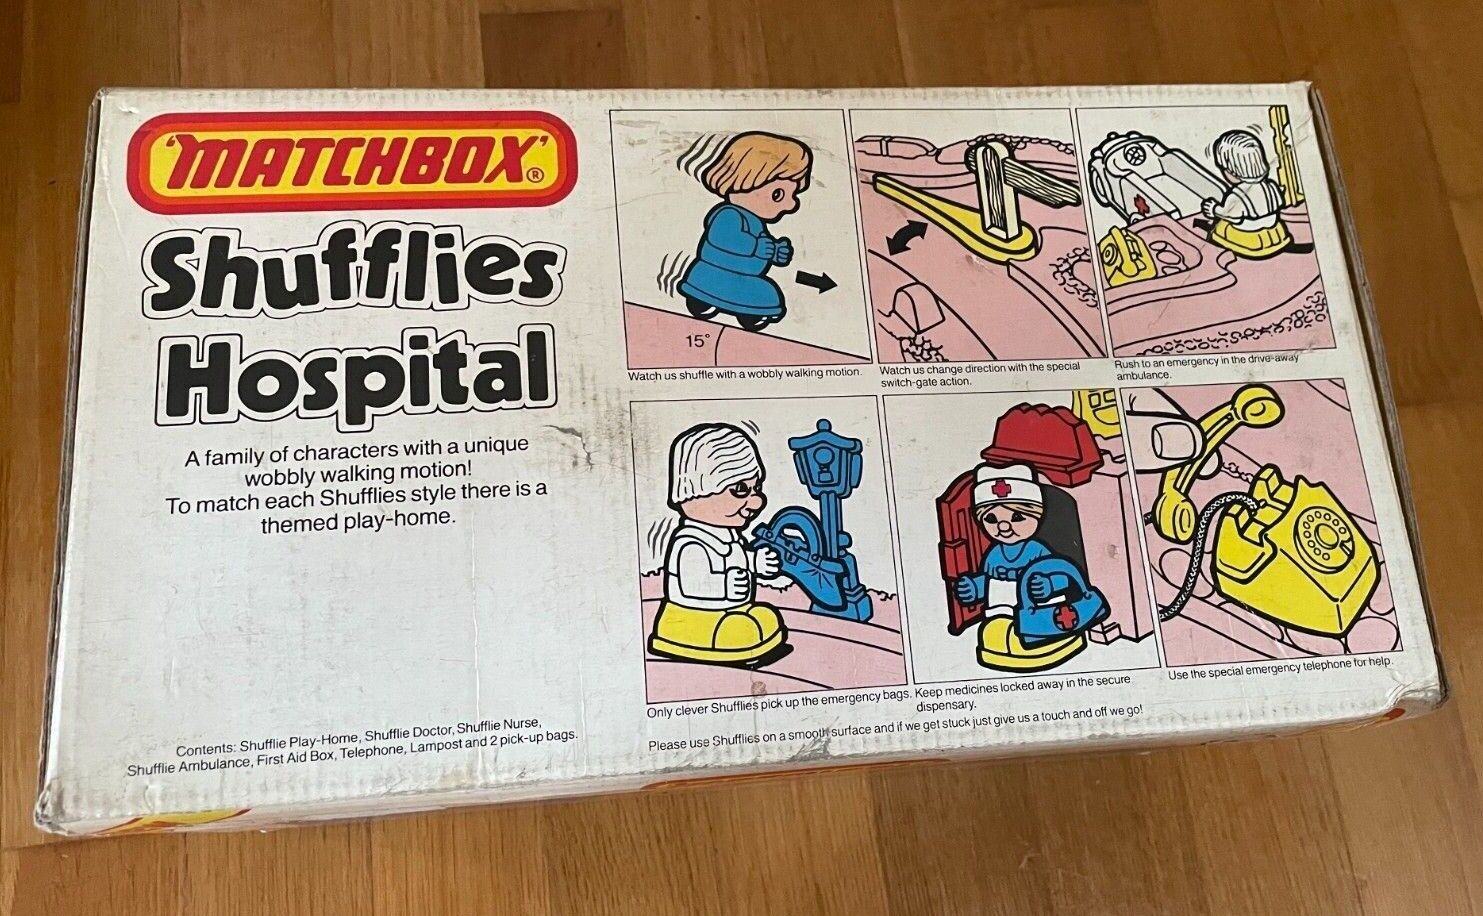 'MATCHBOX'®
Shufflies
Hospital
A family of characters with a unique
wobbly walking motion!
To match each Shufflies style there is a
themed play-home.
Contents: Shufflie Play-Home, Shufflie Doctor, Shufflie Nurse,
Shufflie Ambulance, First Aid Box, Telephone, Lampost and 2 pick-up bags.
15°
Watch us shuffle with a wobbly walking motion.
Watch us change direction with the special
switch-gate action.
Rush to an emergency in the drive-away
ambulance.
Only clever Shufflies pick up the emergency bags.
Keep medicines locked away in the secure
dispensary.
Use the special emergency telephone for help.
Please use Shufflies on a smooth surface and if we get stuck just give us a touch and off we go!